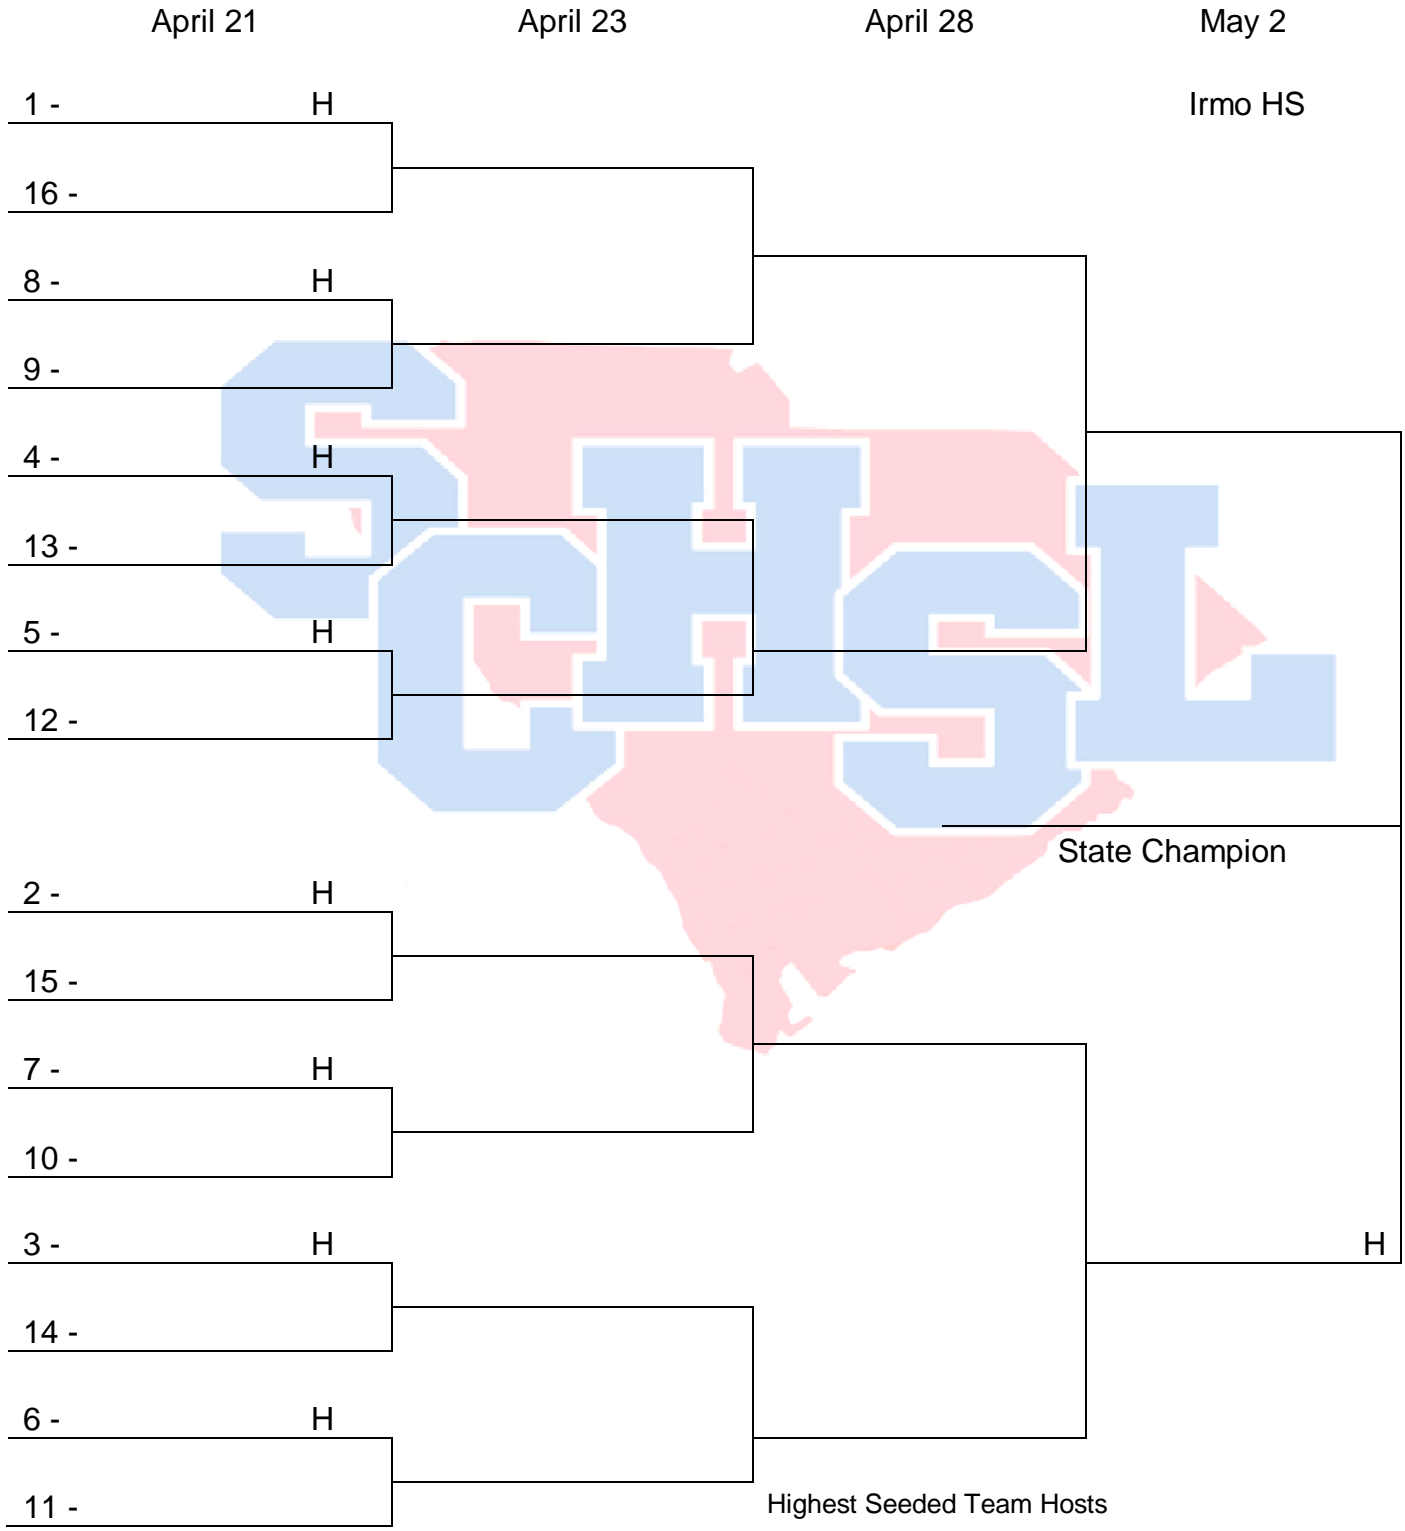 April 21 April 23 April 28 May 2
1 - H Irmo HS
16 -
8 - H
9 -
4 - H
13 -
5 - H
12 -
State Champion
2 - H
15 -
7 - H
10 -
3 - H H
14 -
6 - H
11 - Highest Seeded Team Hosts
SCHSL